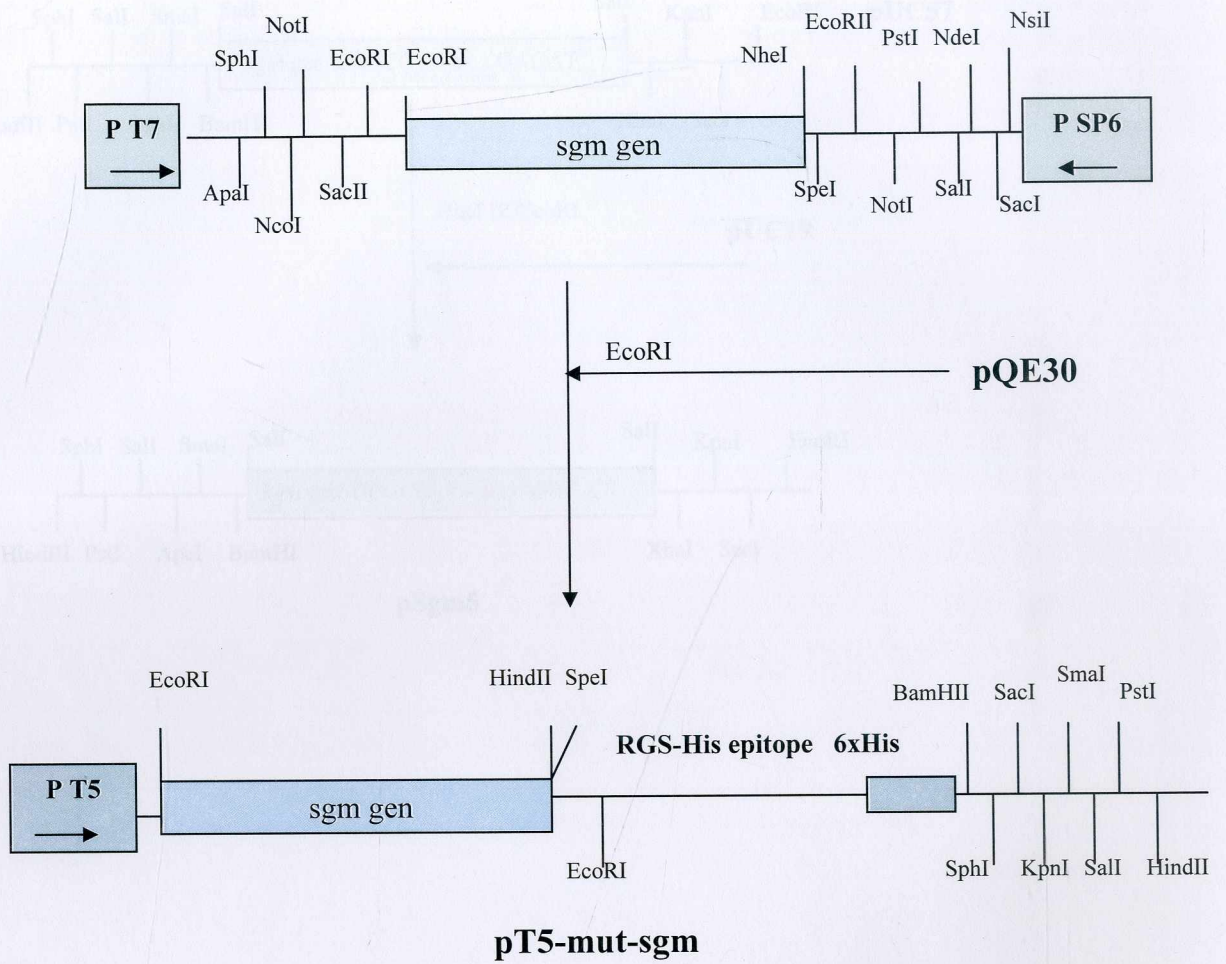 NotI
NsiI
EcoRII
PstI
NdeI
SphI
EcoRI
EcoRI
NheI
P T7
sgm gen
P SP6
ApaI
SacII
SpeI
SalI
NcoI
NotI
SacI
EcoRI
pQE30
EcoRI
HindII
SpeI
SmaI
BamHII
SacI
PstI
RGS-His epitope 6xHis
P T5
sgm gen
EcoRI
SphI
KpnI
SalI
HindII
pT5-mut-sgm